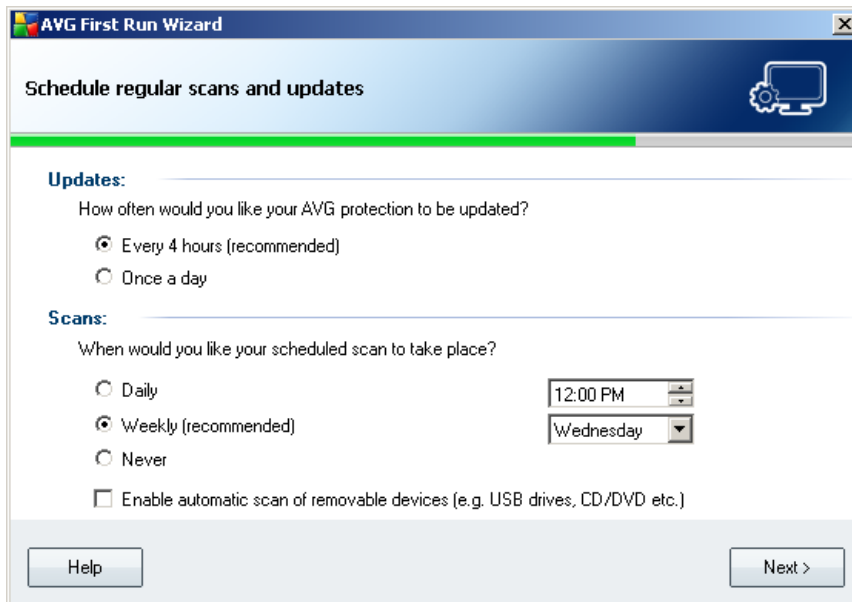 AVG First Run Wizard
Schedule regular scans and updates
Updates:
How often would you like your AVG protection to be updated?
Every 4 hours (recommended)
Once a day
Scans:
When would you like your scheduled scan to take place?
Daily
12:00 PM
Weekly (recommended)
Wednesday
Never
Enable automatic scan of removable devices (e.g. USB drives, CD/DVD etc.)
Help
Next >